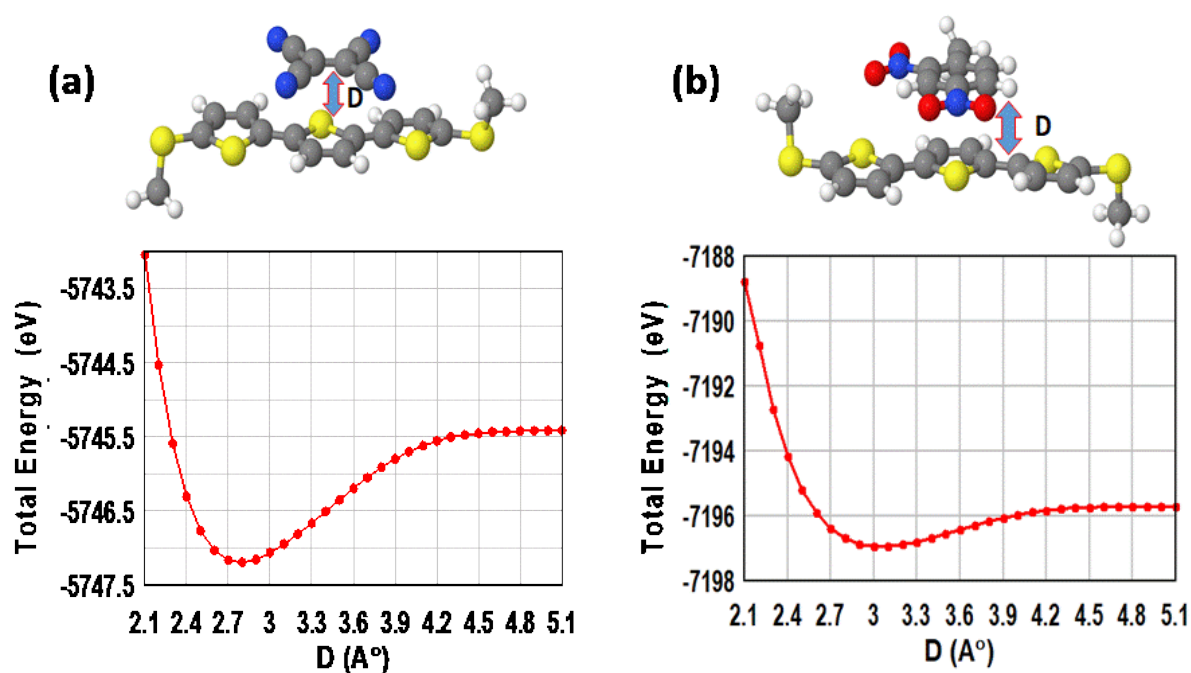 (a)
D
Total Energy (eV)
-5743.5
-5744.5
-5745.5
-5746.5
-5747.5
2.1 2.4 2.7 3 3.3 3.6 3.9 4.2 4.5 4.8 5.1
D (Aº)
(b)
D
Total Energy (eV)
-7188
-7190
-7192
-7194
-7196
-7198
2.1 2.4 2.7 3 3.3 3.6 3.9 4.2 4.5 4.8 5.1
D (Aº)